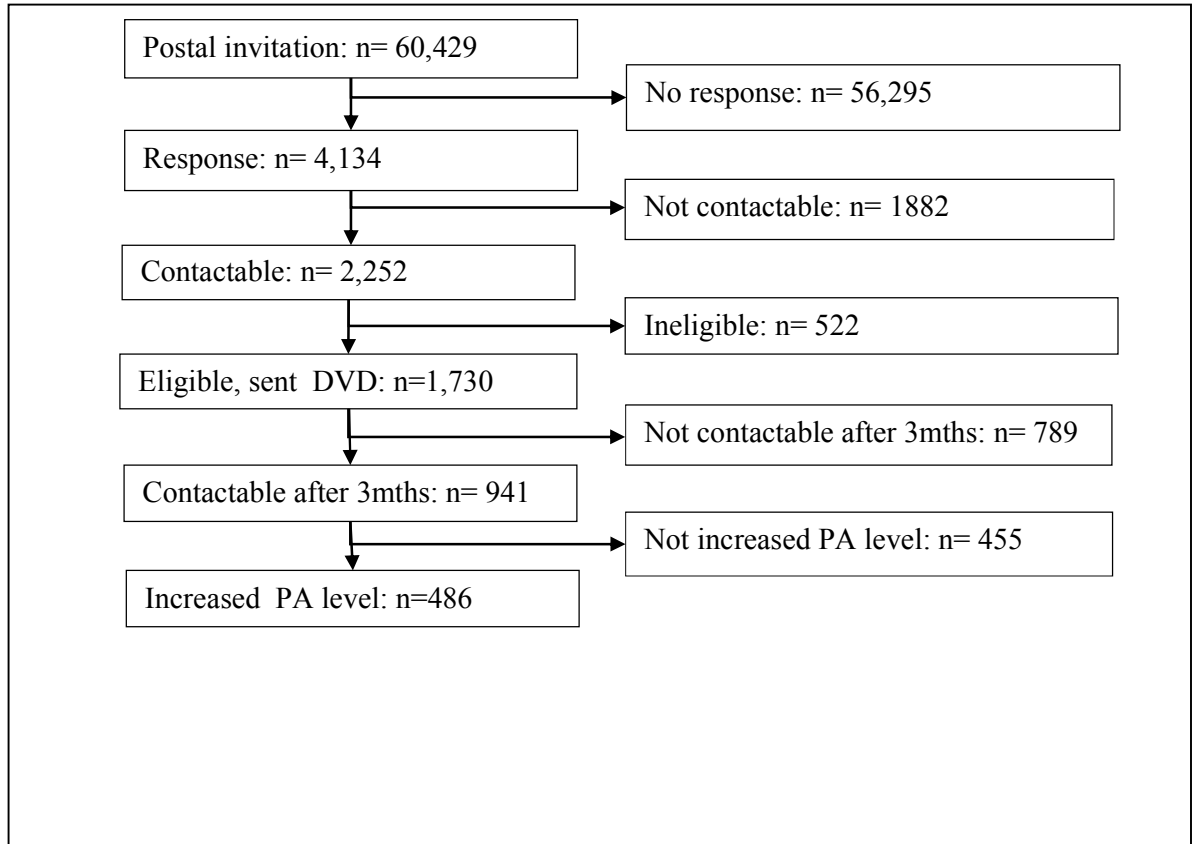 Postal invitation: n= 60,429
No response: n= 56,295
Response: n= 4,134
Not contactable: n= 1882
Contactable: n= 2,252
Ineligible: n= 522
Eligible, sent  DVD: n=1,730
Not contactable after 3mths: n= 789
Contactable after 3mths: n= 941
Not increased PA level: n= 455
Increased  PA level: n=486